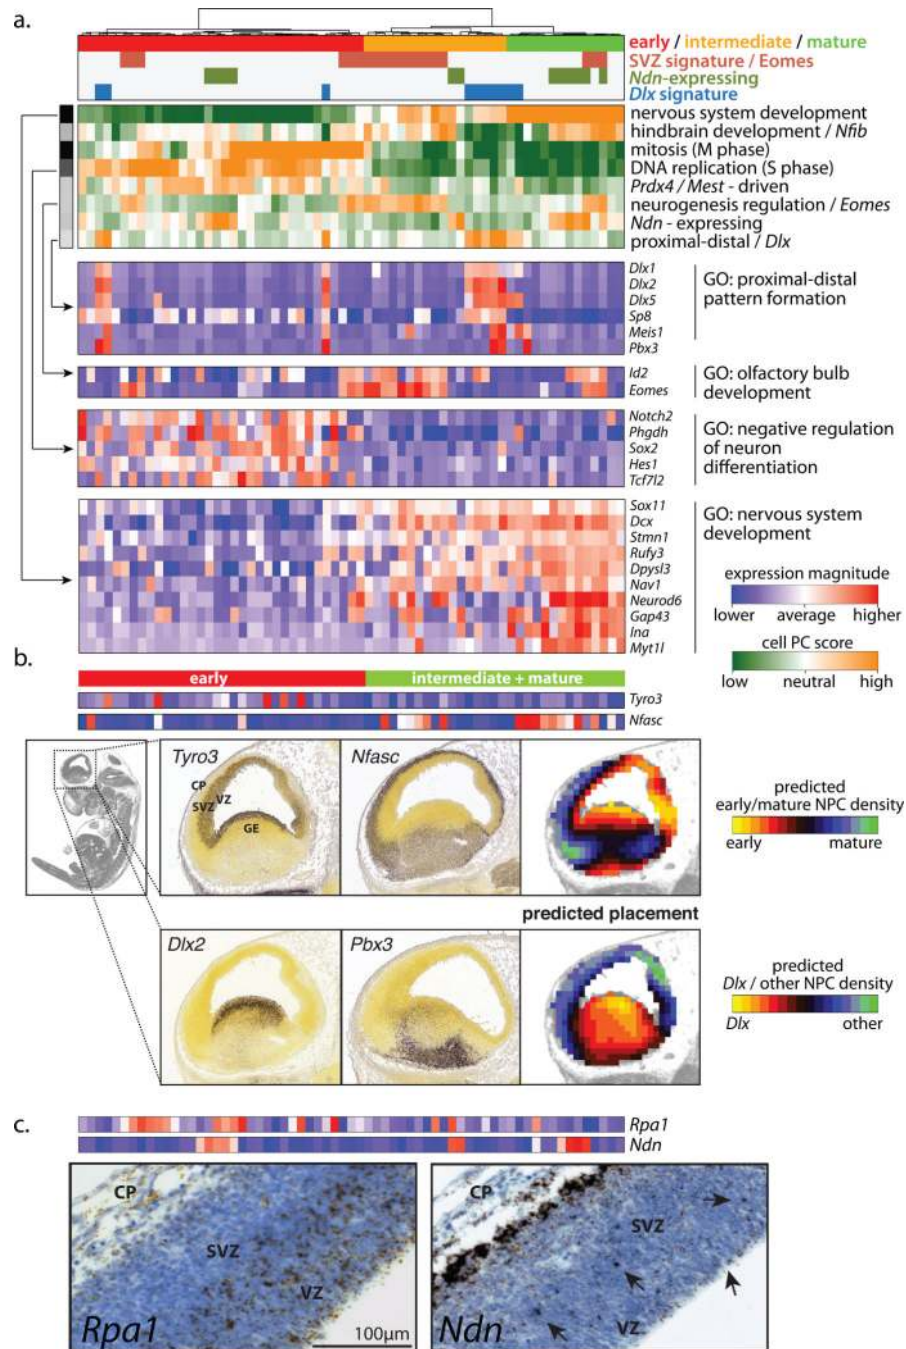 a.
early / intermediate / mature
SVZ signature / Eomes
Ndn-expressing
Dlx signature
nervous system development
hindbrain development / Nfib
mitosis (M phase)
DNA replication (S phase)
Prdx4 / Mest - driven
neurogenesis regulation / Eomes
Ndn - expressing
proximal-distal / Dlx
Dlx1
Dlx2
Dlx5
Sp8
Meis1
Pbx3
GO: proximal-distal
pattern formation
Id2
Eomes
GO: olfactory bulb
development
Notch2
Phgdh
Sox2
Hes1
Tcf7l2
GO: negative regulation
of neuron
differentiation
Sox11
Dcx
Stmn1
Rufy3
Dpysl3
Nav1
Neurod6
Gap43
Ina
Myt1l
GO: nervous system
development
expression magnitude
lower average higher
cell PC score
low neutral high
b.
early intermediate + mature
Tyro3
Nfasc
Tyro3
CP
SVZ
VZ
GE
Nfasc
predicted
early/mature NPC density
early mature
predicted placement
Dlx2
Pbx3
predicted
Dlx / other NPC density
Dlx other
c.
Rpa1
Ndn
CP
SVZ
VZ
Rpa1
100μm
CP
SVZ
VZ
Ndn